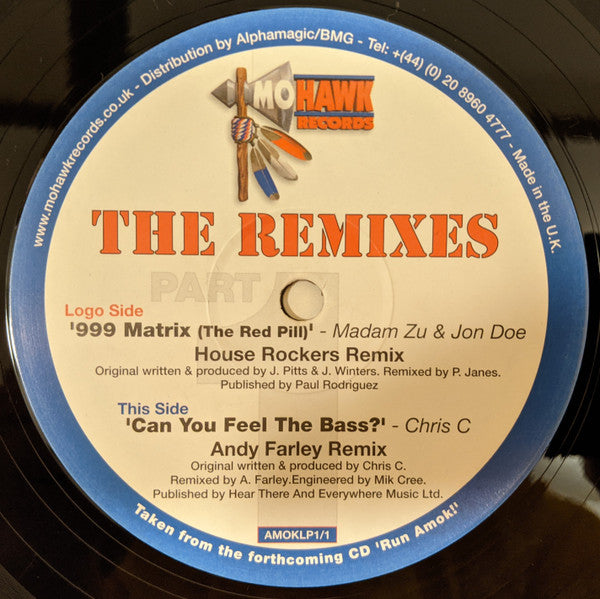 www.mohawkrecords.co.uk - Distribution by Alphamagic/BMG - Tel: +(44) (0) 20 8960 4777 - Made in the U.K.
MOHAWK
RECORDS
THE REMIXES
PART
Logo Side
'999 Matrix (The Red Pill)' - Madam Zu & Jon Doe
House Rockers Remix
Original written & produced by J. Pitts & J. Winters. Remixed by P. Janes.
Published by Paul Rodriguez
This Side
'Can You Feel The Bass?' - Chris C
Andy Farley Remix
Original written & produced by Chris C.
Remixed by A. Farley.Engineered by Mik Cree.
Published by Hear There And Everywhere Music Ltd.
AMOKLP1/1
Taken from the forthcoming CD 'Run Amok!'